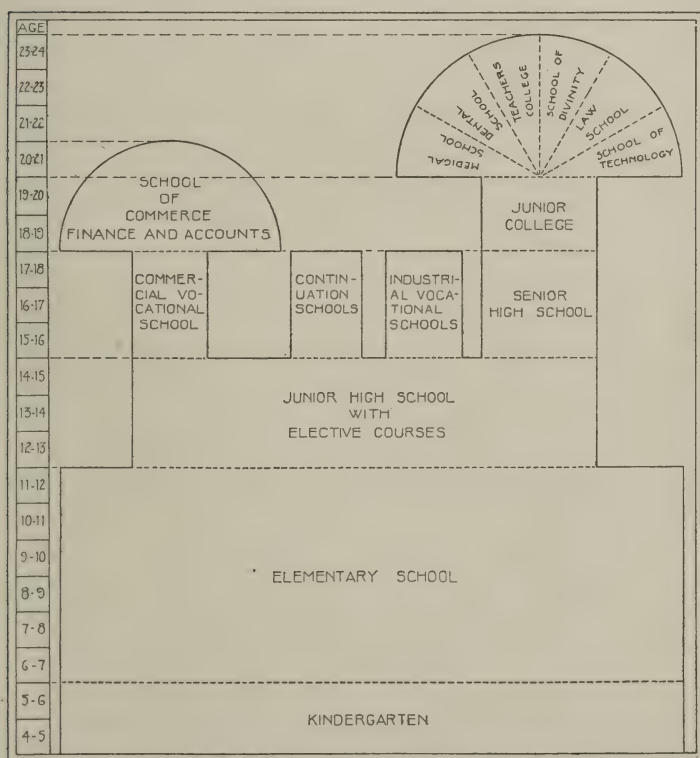 AGE
23-24
22-23
21-22
20-21
19-20
18-19
17-18
16-17
15-16
14-15
13-14
12-13
11-12
10-11
9-10
8-9
7-8
6-7
5-6
4-5
MEDICAL
SCHOOL
DENTAL
SCHOOL
TEACHERS
COLLEGE
SCHOOL OF
DIVINITY
LAW
SCHOOL
SCHOOL OF
TECHNOLOGY
SCHOOL
OF
COMMERCE
FINANCE AND ACCOUNTS
JUNIOR
COLLEGE
COMMER-
CIAL VO-
CATIONAL
SCHOOL
CONTIN-
UATION
SCHOOLS
INDUSTRI-
AL VOCA-
TIONAL
SCHOOLS
SENIOR
HIGH SCHOOL
JUNIOR HIGH SCHOOL
WITH
ELECTIVE COURSES
ELEMENTARY SCHOOL
KINDERGARTEN